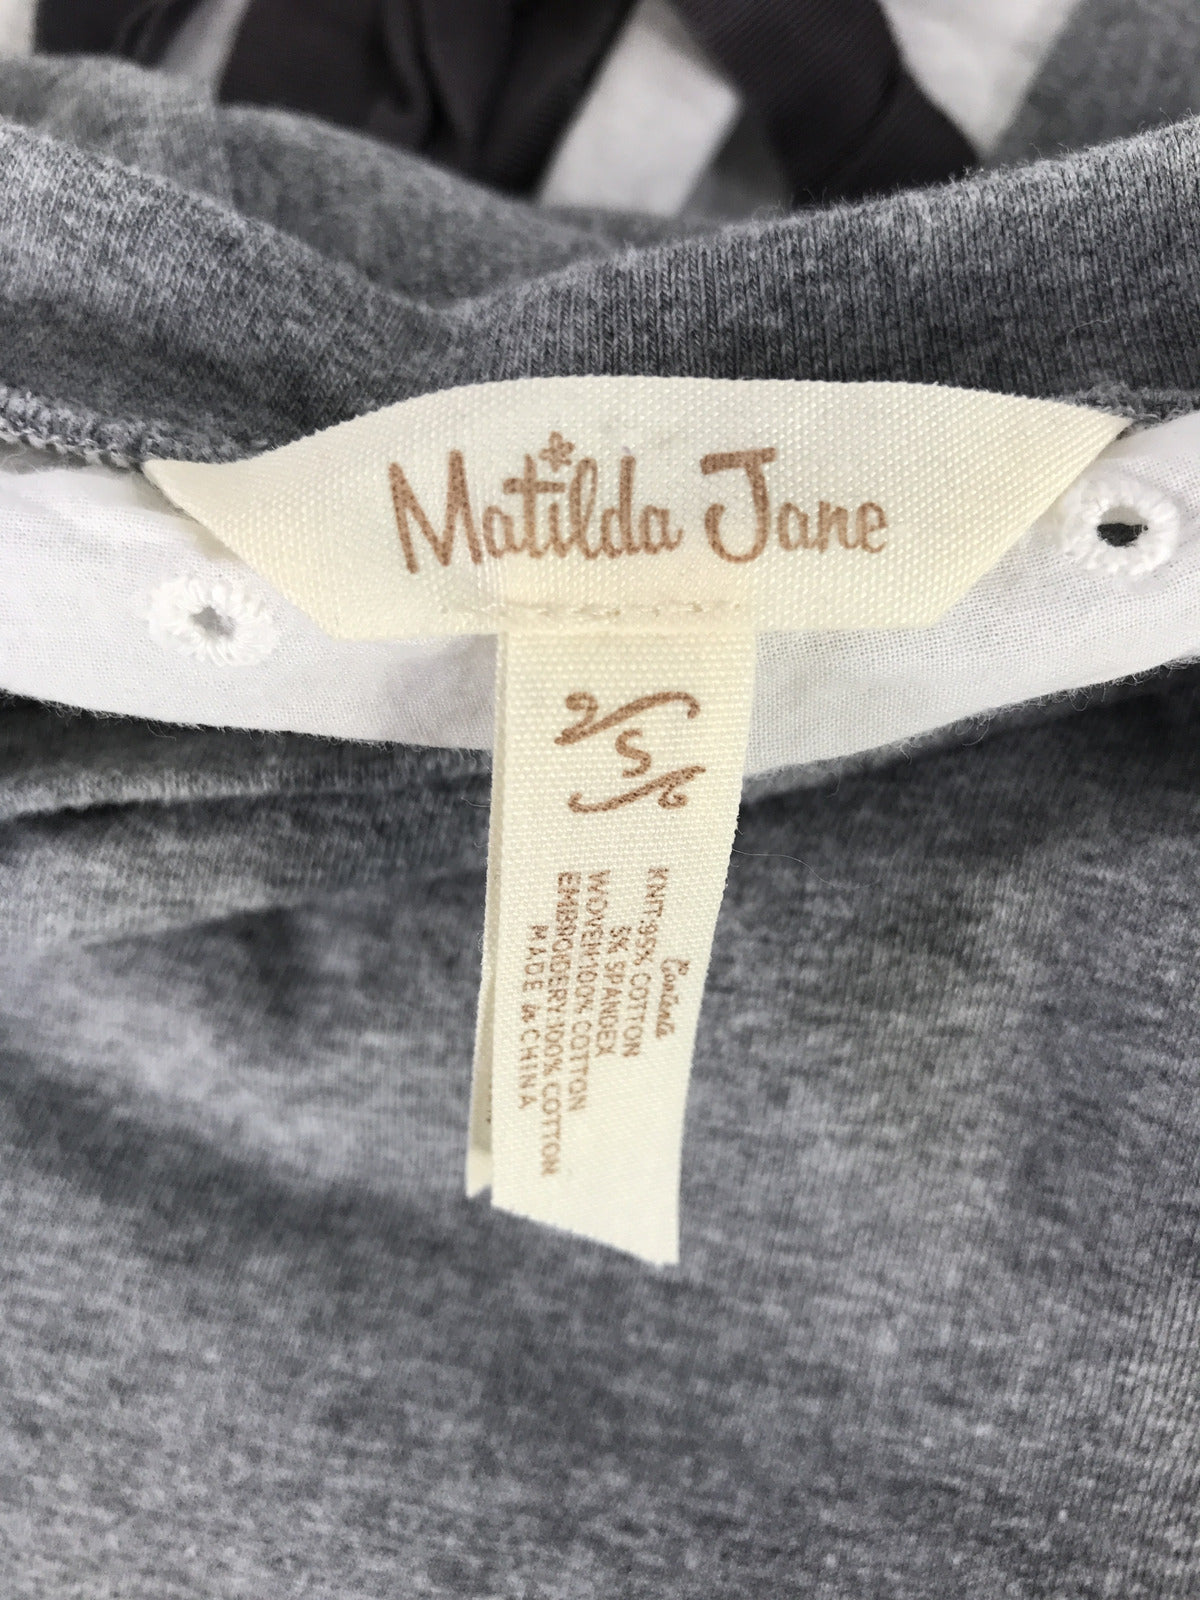 Matilda Jane
S
Contents
KNIT:95% COTTON
5% SPANDEX
WOVEN:100% COTTON
EMBROIDERY:100% COTTON
MADE in CHINA